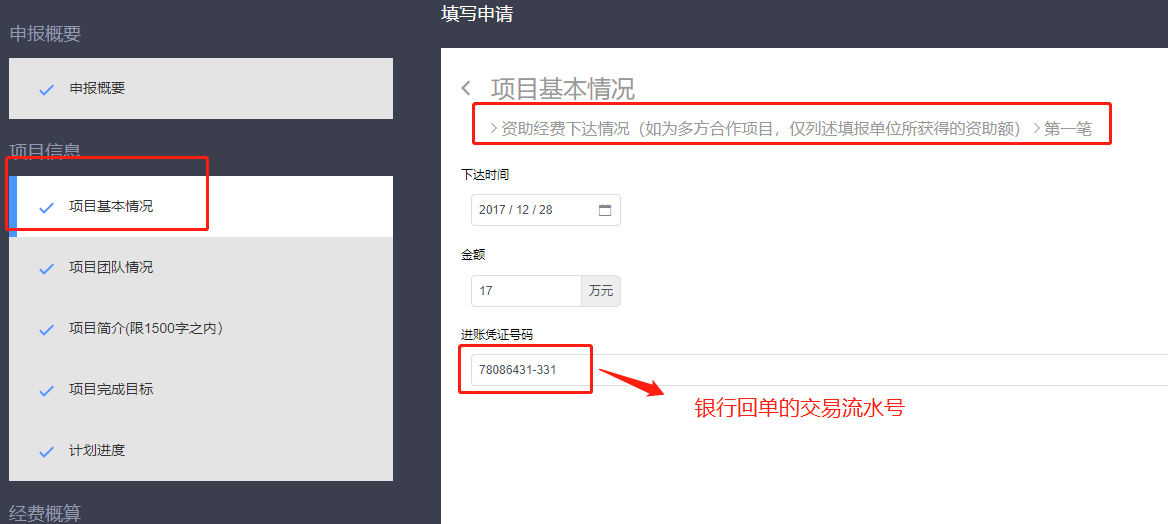 申报概要
申报概要
项目信息
项目基本情况
项目团队情况
项目简介(限1500字之内）
项目完成目标
计划进度
经费概算
填写申请
项目基本情况
资助经费下达情况（如为多方合作项目，仅列述填报单位所获得的资助额） > 第一笔
下达时间
2017 / 12 / 28
金额
17 万元
进账凭证号码
78086431-331
银行回单的交易流水号